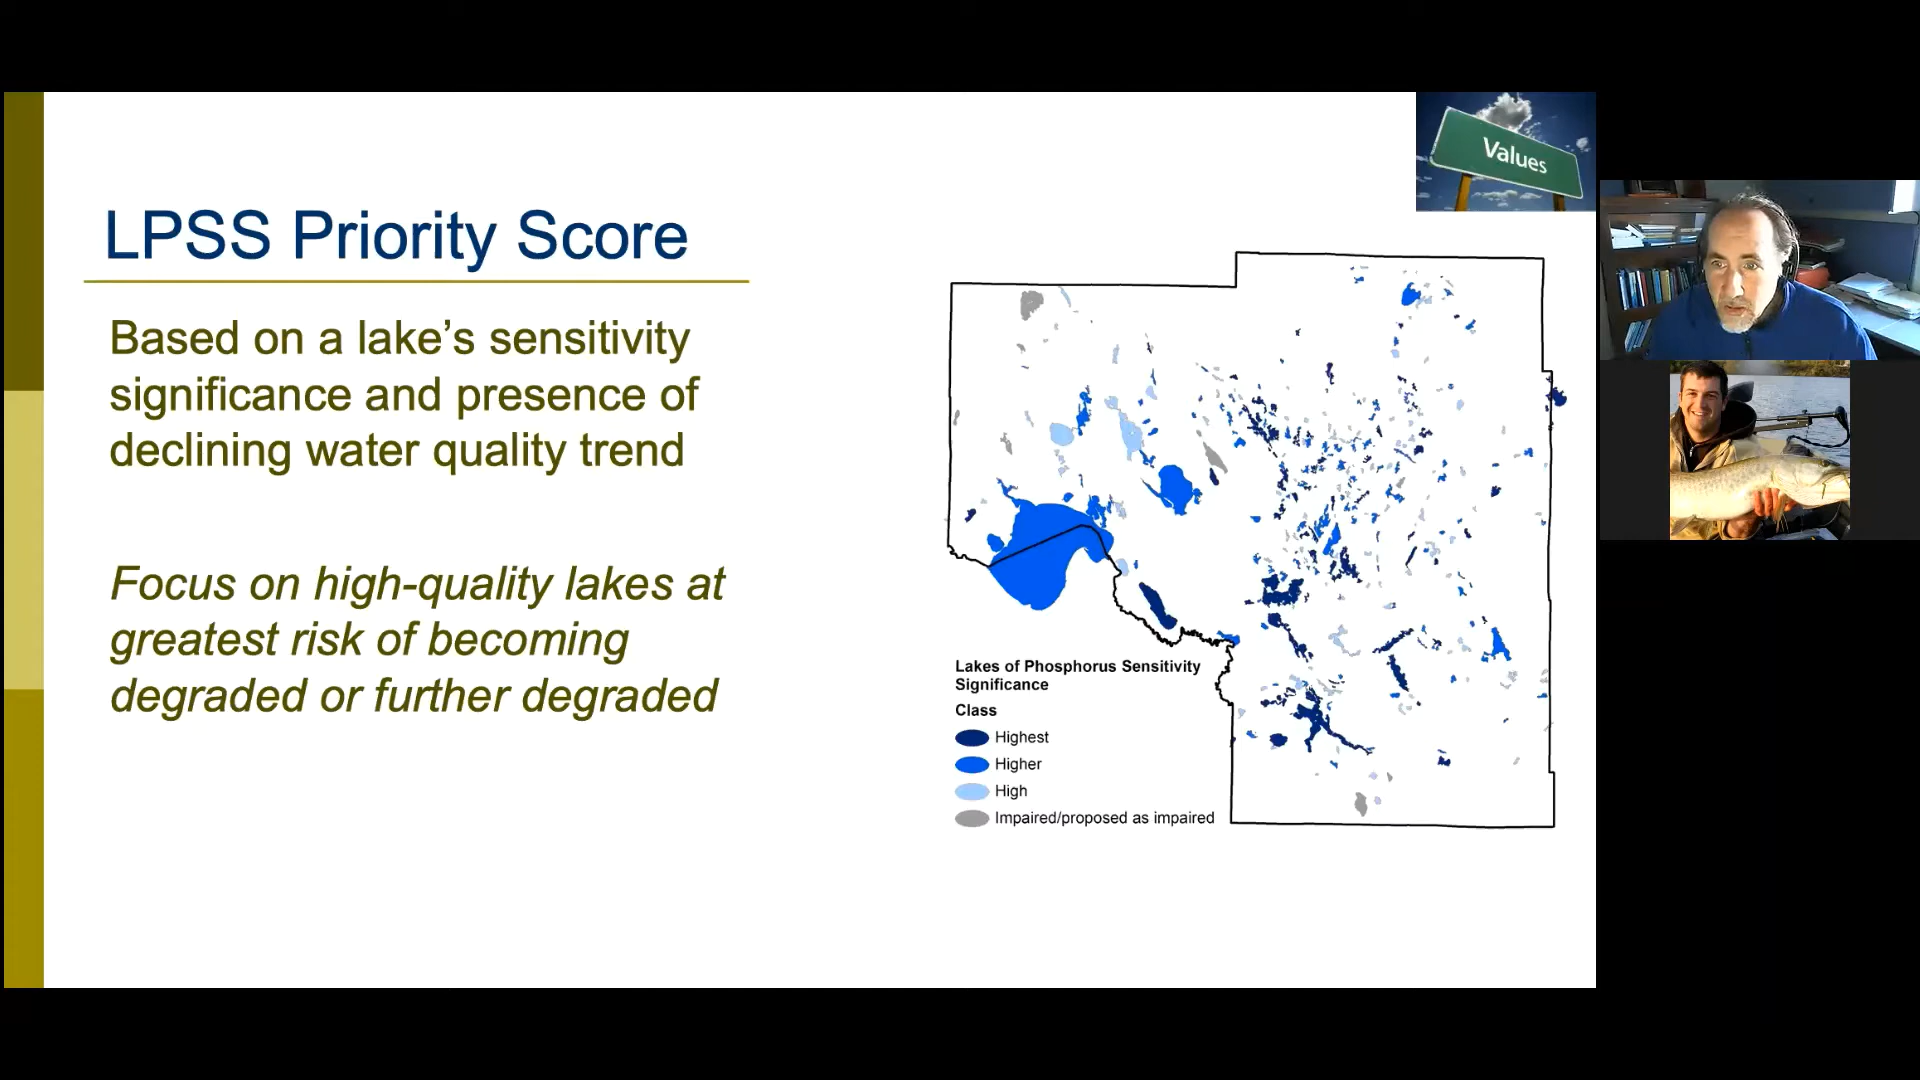 Values
LPSS Priority Score
Based on a lake’s sensitivity
significance and presence of
declining water quality trend
Focus on high-quality lakes at
greatest risk of becoming
degraded or further degraded
Lakes of Phosphorus Sensitivity
Significance
Class
Highest
Higher
High
Impaired/proposed as impaired